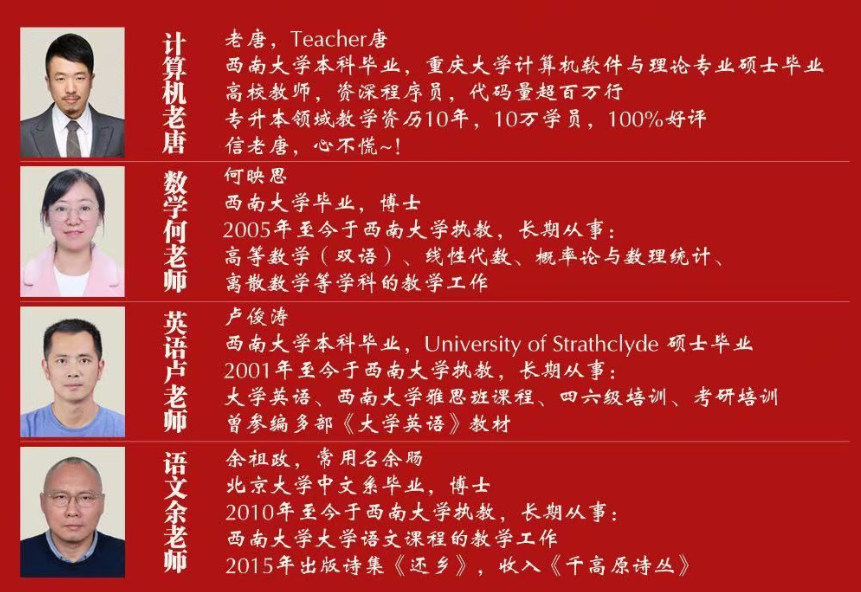 计算机老唐
老唐，Teacher唐
西南大学本科毕业，重庆大学计算机软件与理论专业硕士毕业
高校教师，资深程序员，代码量超百万行
专升本领域教学资历10年，10万学员，100%好评
信老唐，心不慌~！
数学何老师
何映思
西南大学毕业，博士
2005年至今于西南大学执教，长期从事：
高等数学（双语）、线性代数、概率论与数理统计、
离散数学等学科的教学工作
英语卢老师
卢俊涛
西南大学本科毕业，University of Strathclyde 硕士毕业
2001年至今于西南大学执教，长期从事：
大学英语、西南大学雅思班课程、四六级培训、考研培训
曾参编多部《大学英语》教材
语文余老师
余祖政，常用名余旸
北京大学中文系毕业，博士
2010年至今于西南大学执教，长期从事：
西南大学大学语文课程的教学工作
2015年出版诗集《还乡》，收入《千高原诗丛》